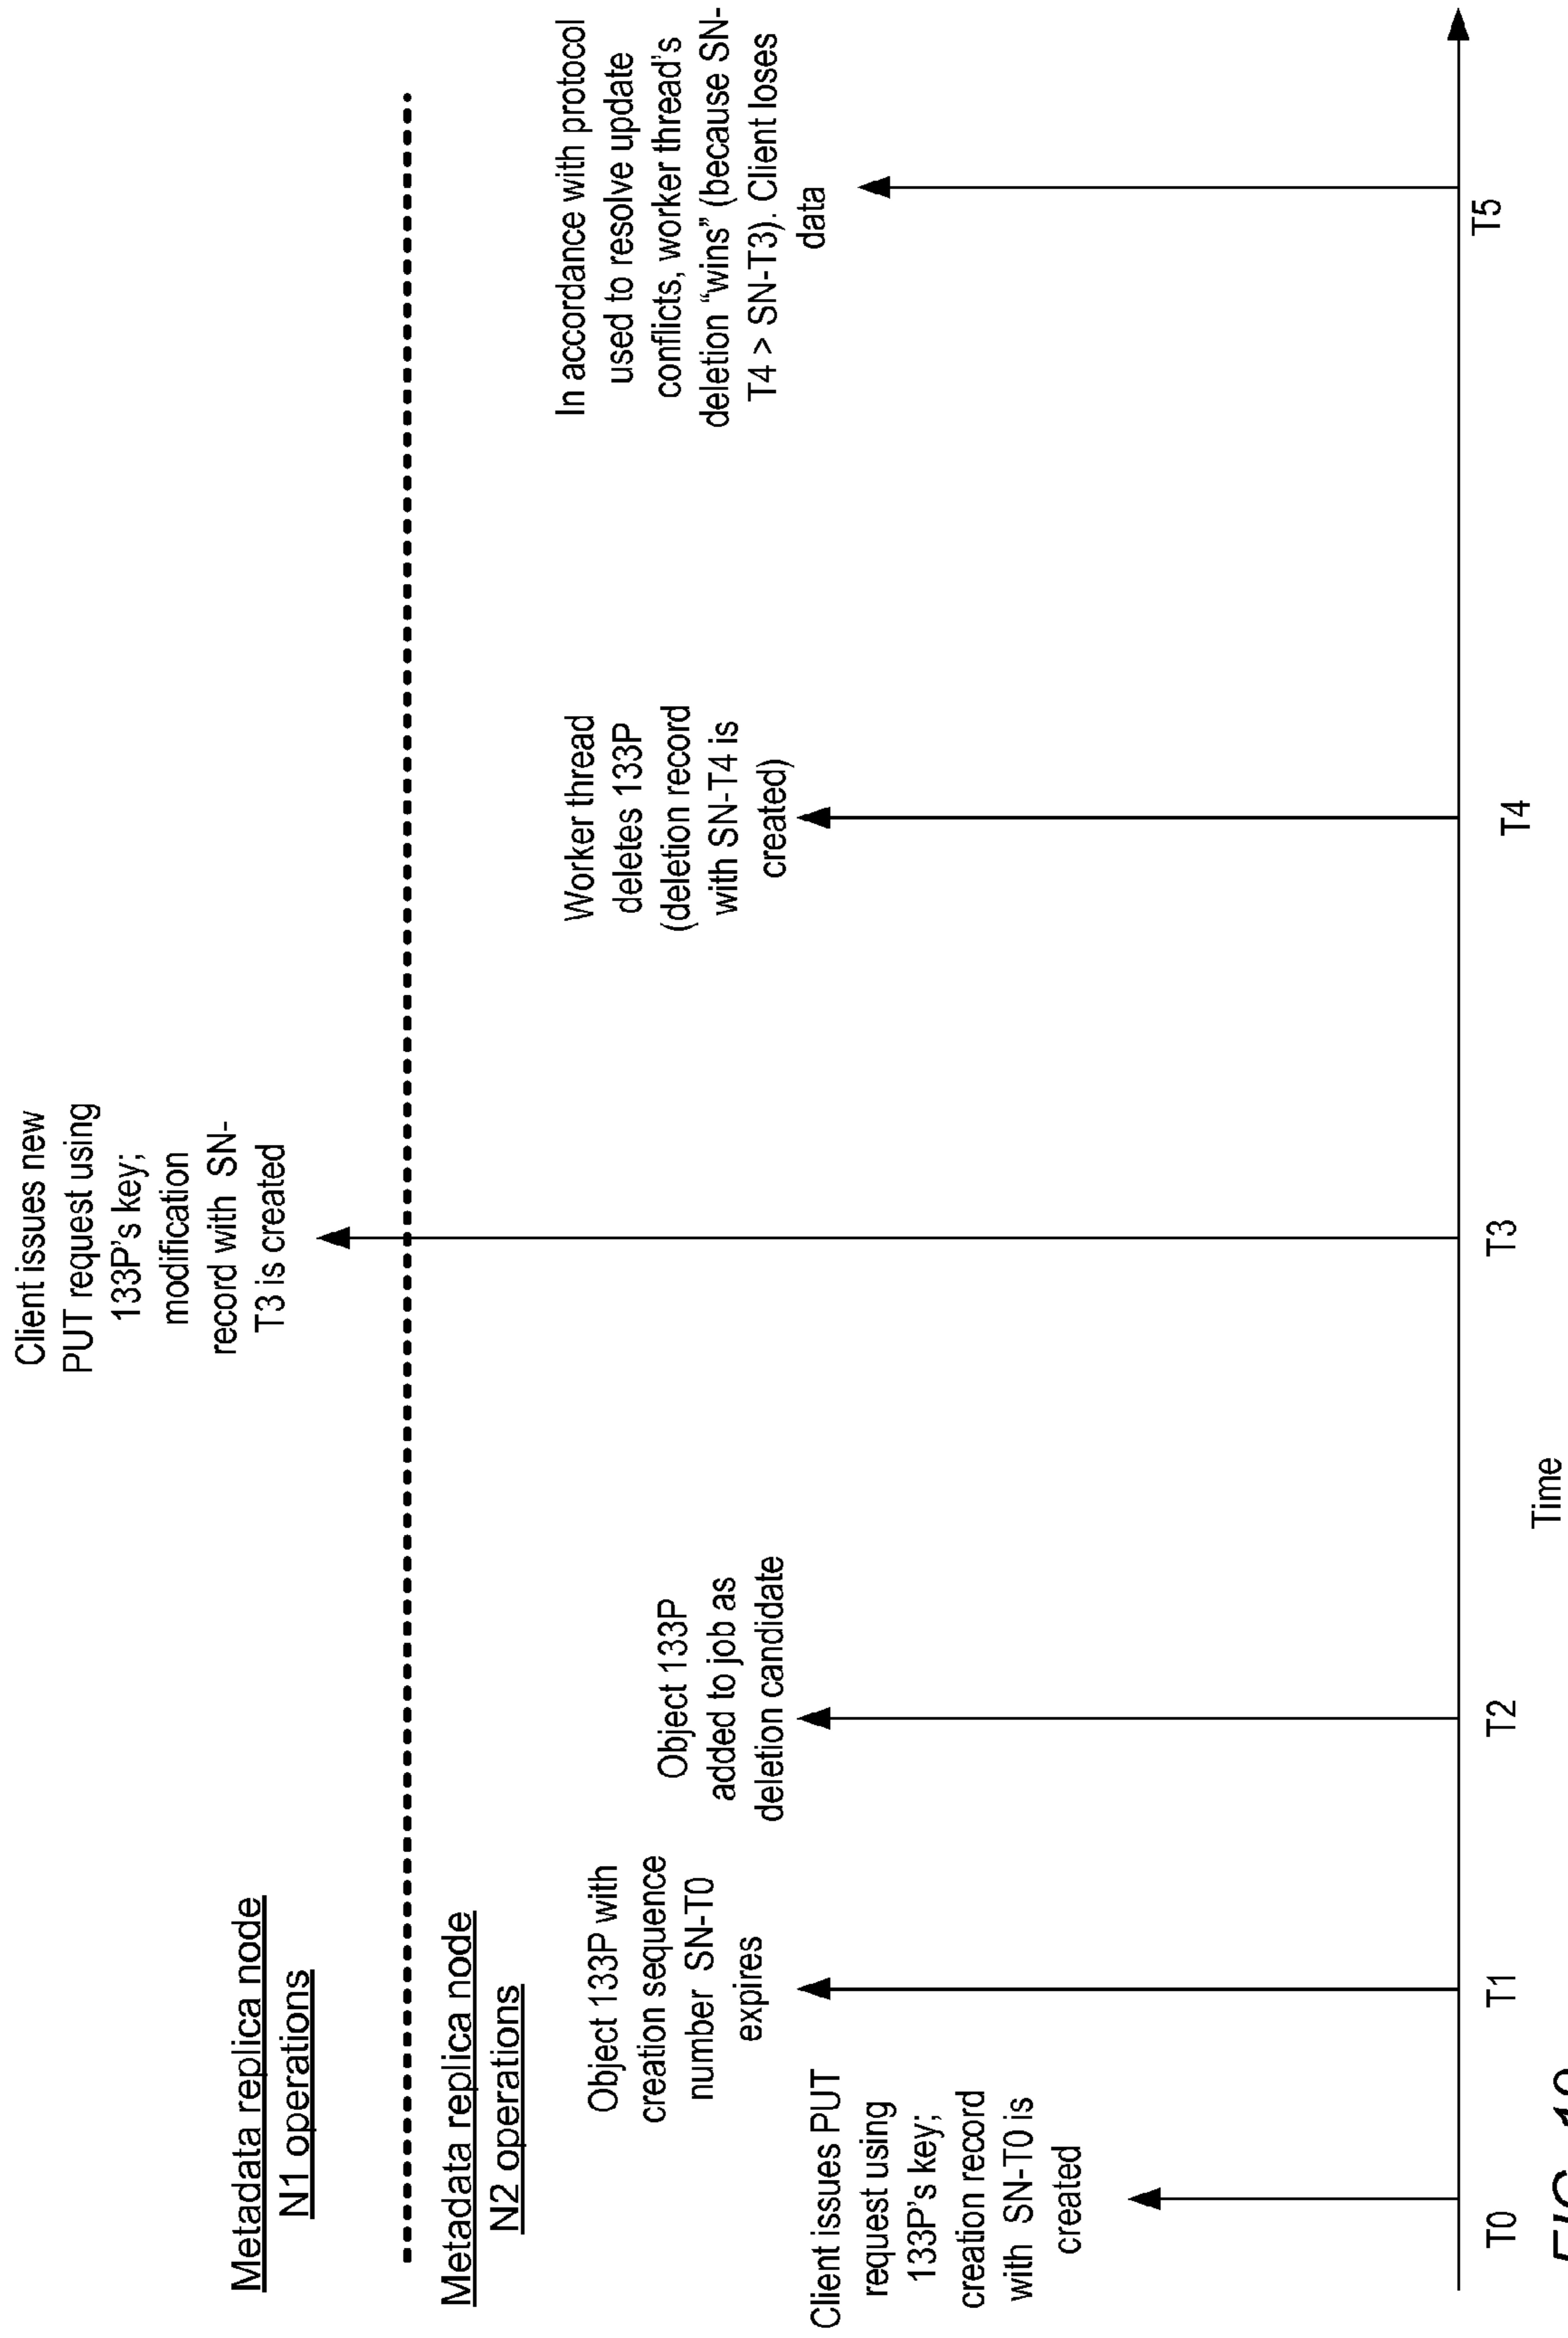 Metadata replica node
N1 operations
Client issues new
PUT request using
133P's key;
modification
record with SN-
T3 is created
Metadata replica node
N2 operations
Client issues PUT
request using
133P's key;
creation record
with SN-T0 is
created
Object 133P with
creation sequence
number SN-T0
expires
Object 133P
added to job as
deletion candidate
Worker thread
deletes 133P
(deletion record
with SN-T4 is
created)
In accordance with protocol
used to resolve update
conflicts, worker thread's
deletion “wins” (because SN-
T4 > SN-T3). Client loses
data
T0
T1
T2
T3
T4
T5
Time
FIG.